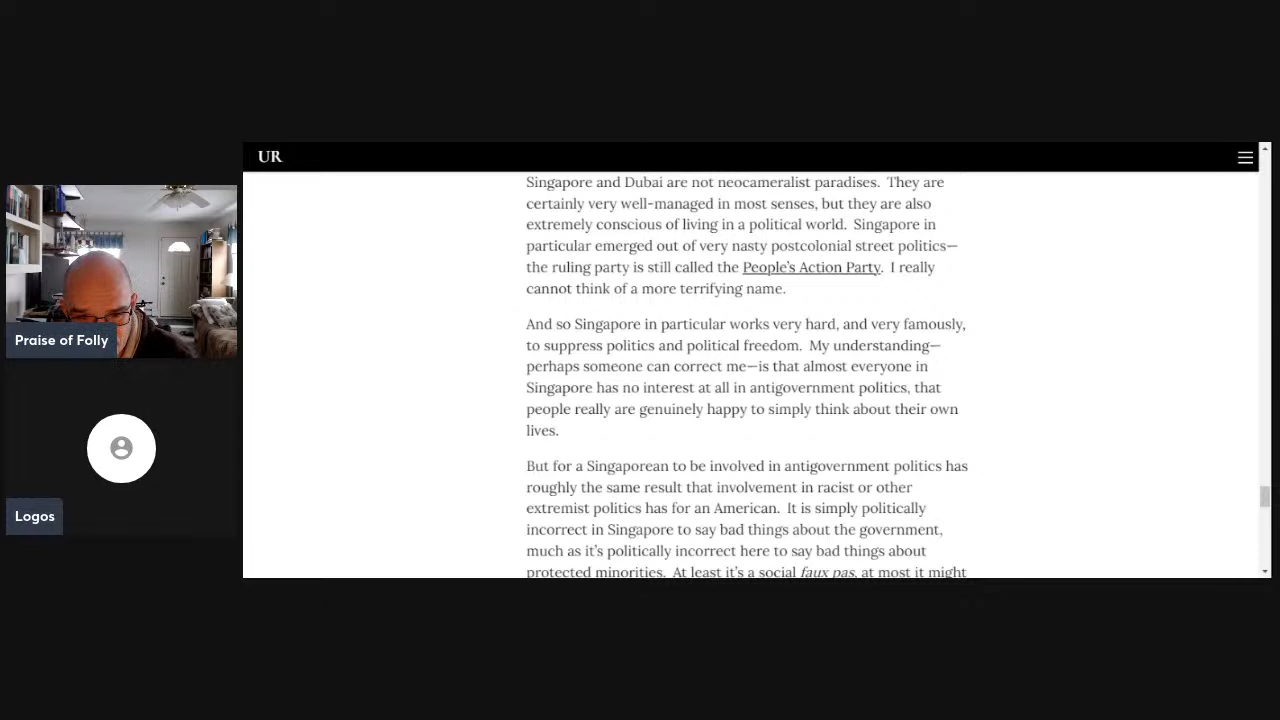 UR
Singapore and Dubai are not neocameralist paradises.  They are
certainly very well-managed in most senses, but they are also
extremely conscious of living in a political world.  Singapore in
particular emerged out of very nasty postcolonial street politics—
the ruling party is still called the People's Action Party.  I really
cannot think of a more terrifying name.
And so Singapore in particular works very hard, and very famously,
to suppress politics and political freedom.  My understanding—
perhaps someone can correct me—is that almost everyone in
Singapore has no interest at all in antigovernment politics, that
people really are genuinely happy to simply think about their own
lives.
But for a Singaporean to be involved in antigovernment politics has
roughly the same result that involvement in racist or other
extremist politics has for an American.  It is simply politically
incorrect in Singapore to say bad things about the government,
much as it's politically incorrect here to say bad things about
protected minorities.  At least it's a social faux pas, at most it might
Praise of Folly
Logos